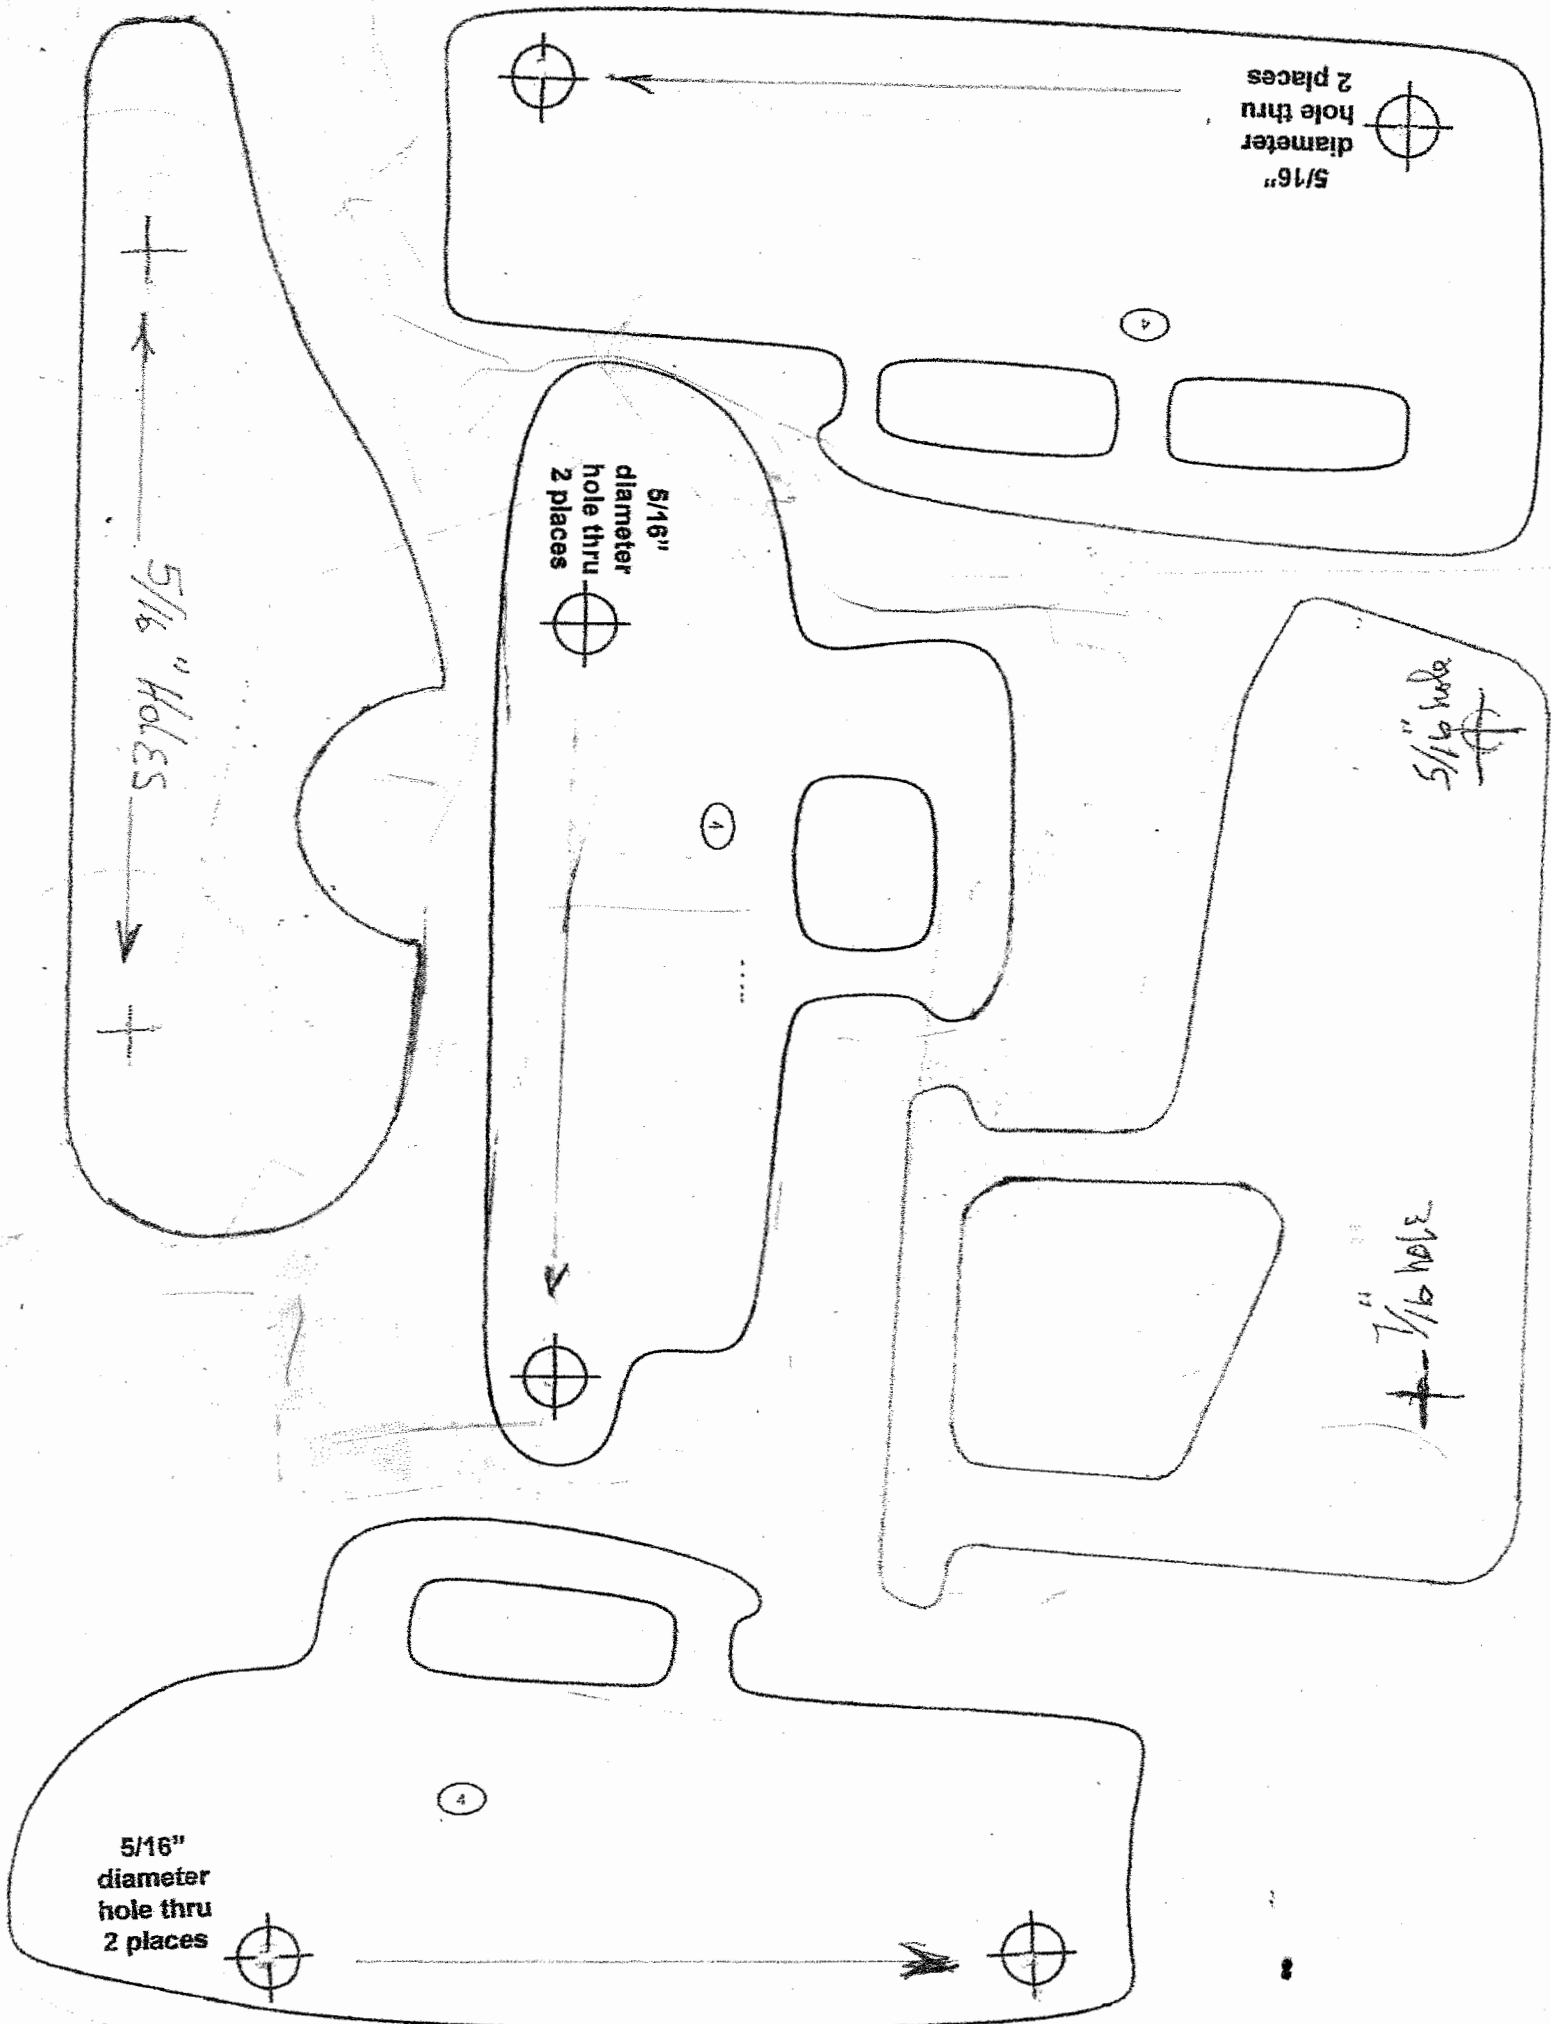 5/16"
diameter
hole thru
2 places
4
5/16" HOLES
5/16"
diameter
hole thru
2 places
1
5/16" hole
7/16" hole
4
5/16"
diameter
hole thru
2 places